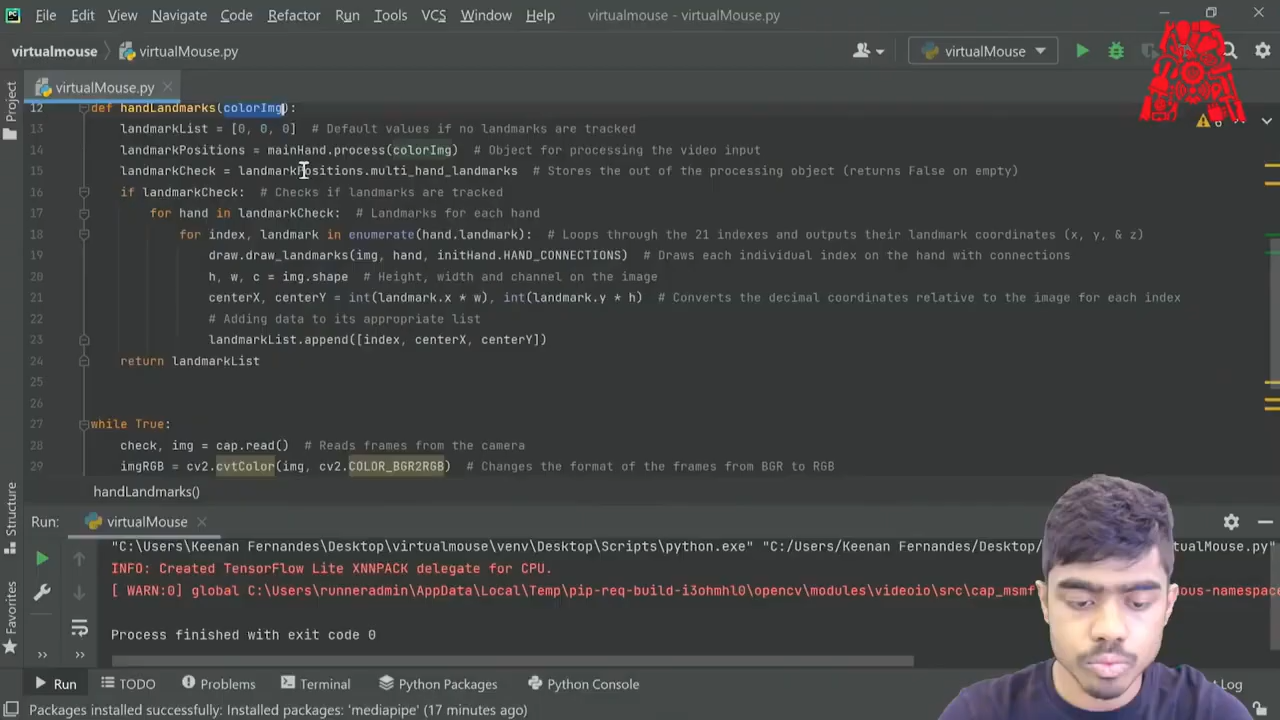 File Edit View Navigate Code Refactor Run Tools VCS Window Help virtualmouse - virtualMouse.py
virtualmouse virtualMouse.py virtualMouse
Project virtualMouse.py
12 def handLandmarks(colorImg):
13 landmarkList = [0, 0, 0] # Default values if no landmarks are tracked
14 landmarkPositions = mainHand.process(colorImg) # Object for processing the video input
15 landmarkCheck = landmarkPositions.multi_hand_landmarks # Stores the out of the processing object (returns False on empty)
16 if landmarkCheck: # Checks if landmarks are tracked
17 for hand in landmarkCheck: # Landmarks for each hand
18 for index, landmark in enumerate(hand.landmark): # Loops through the 21 indexes and outputs their landmark coordinates (x, y, & z)
19 draw.draw_landmarks(img, hand, initHand.HAND_CONNECTIONS) # Draws each individual index on the hand with connections
20 h, w, c = img.shape # Height, width and channel on the image
21 centerX, centerY = int(landmark.x * w), int(landmark.y * h) # Converts the decimal coordinates relative to the image for each index
22 # Adding data to its appropriate list
23 landmarkList.append([index, centerX, centerY])
24 return landmarkList
25
26
27 while True:
28 check, img = cap.read() # Reads frames from the camera
29 imgRGB = cv2.cvtColor(img, cv2.COLOR_BGR2RGB) # Changes the format of the frames from BGR to RGB
handLandmarks()
Structure
Favorites
Run: virtualMouse
"C:\Users\Keenan Fernandes\Desktop\virtualmouse\venv\Desktop\Scripts\python.exe" "C:/Users/Keenan Fernandes/Desktop/ virtualMouse.py"
INFO: Created TensorFlow Lite XNNPACK delegate for CPU.
[ WARN:0] global C:\Users\runneradmin\AppData\Local\Temp\pip-req-build-i3ohmhl0\opencv\modules\videoio\src\cap_msmf
Process finished with exit code 0
Run TODO Problems Terminal Python Packages Python Console Log
Packages installed successfully: Installed packages: 'mediapipe' (17 minutes ago)